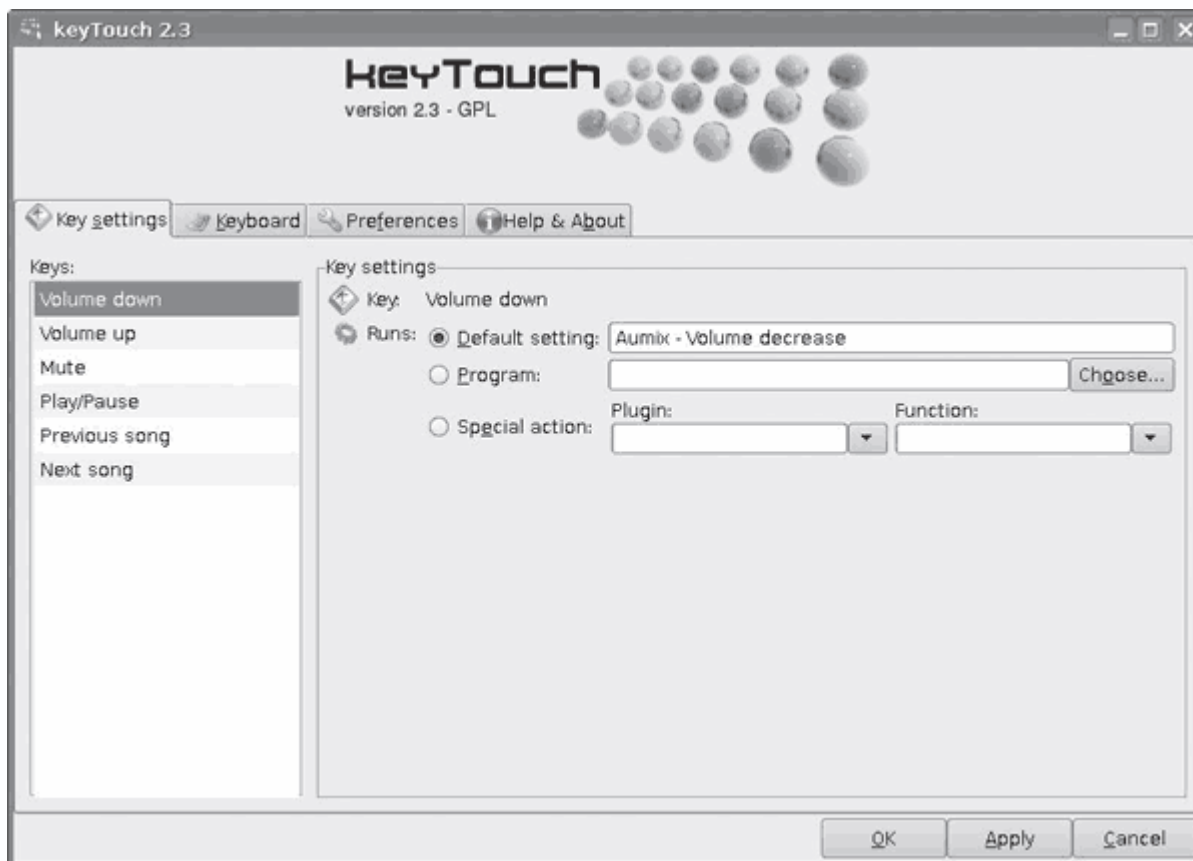 keyTouch 2.3
keyTouch
version 2.3 - GPL
Key settings Keyboard Preferences Help & About
Keys:
Volume down
Volume up
Mute
Play/Pause
Previous song
Next song
Key settings
Key: Volume down
Runs: Default setting: Aumix - Volume decrease
Program: Choose...
Special action: Plugin: Function:
OK Apply Cancel